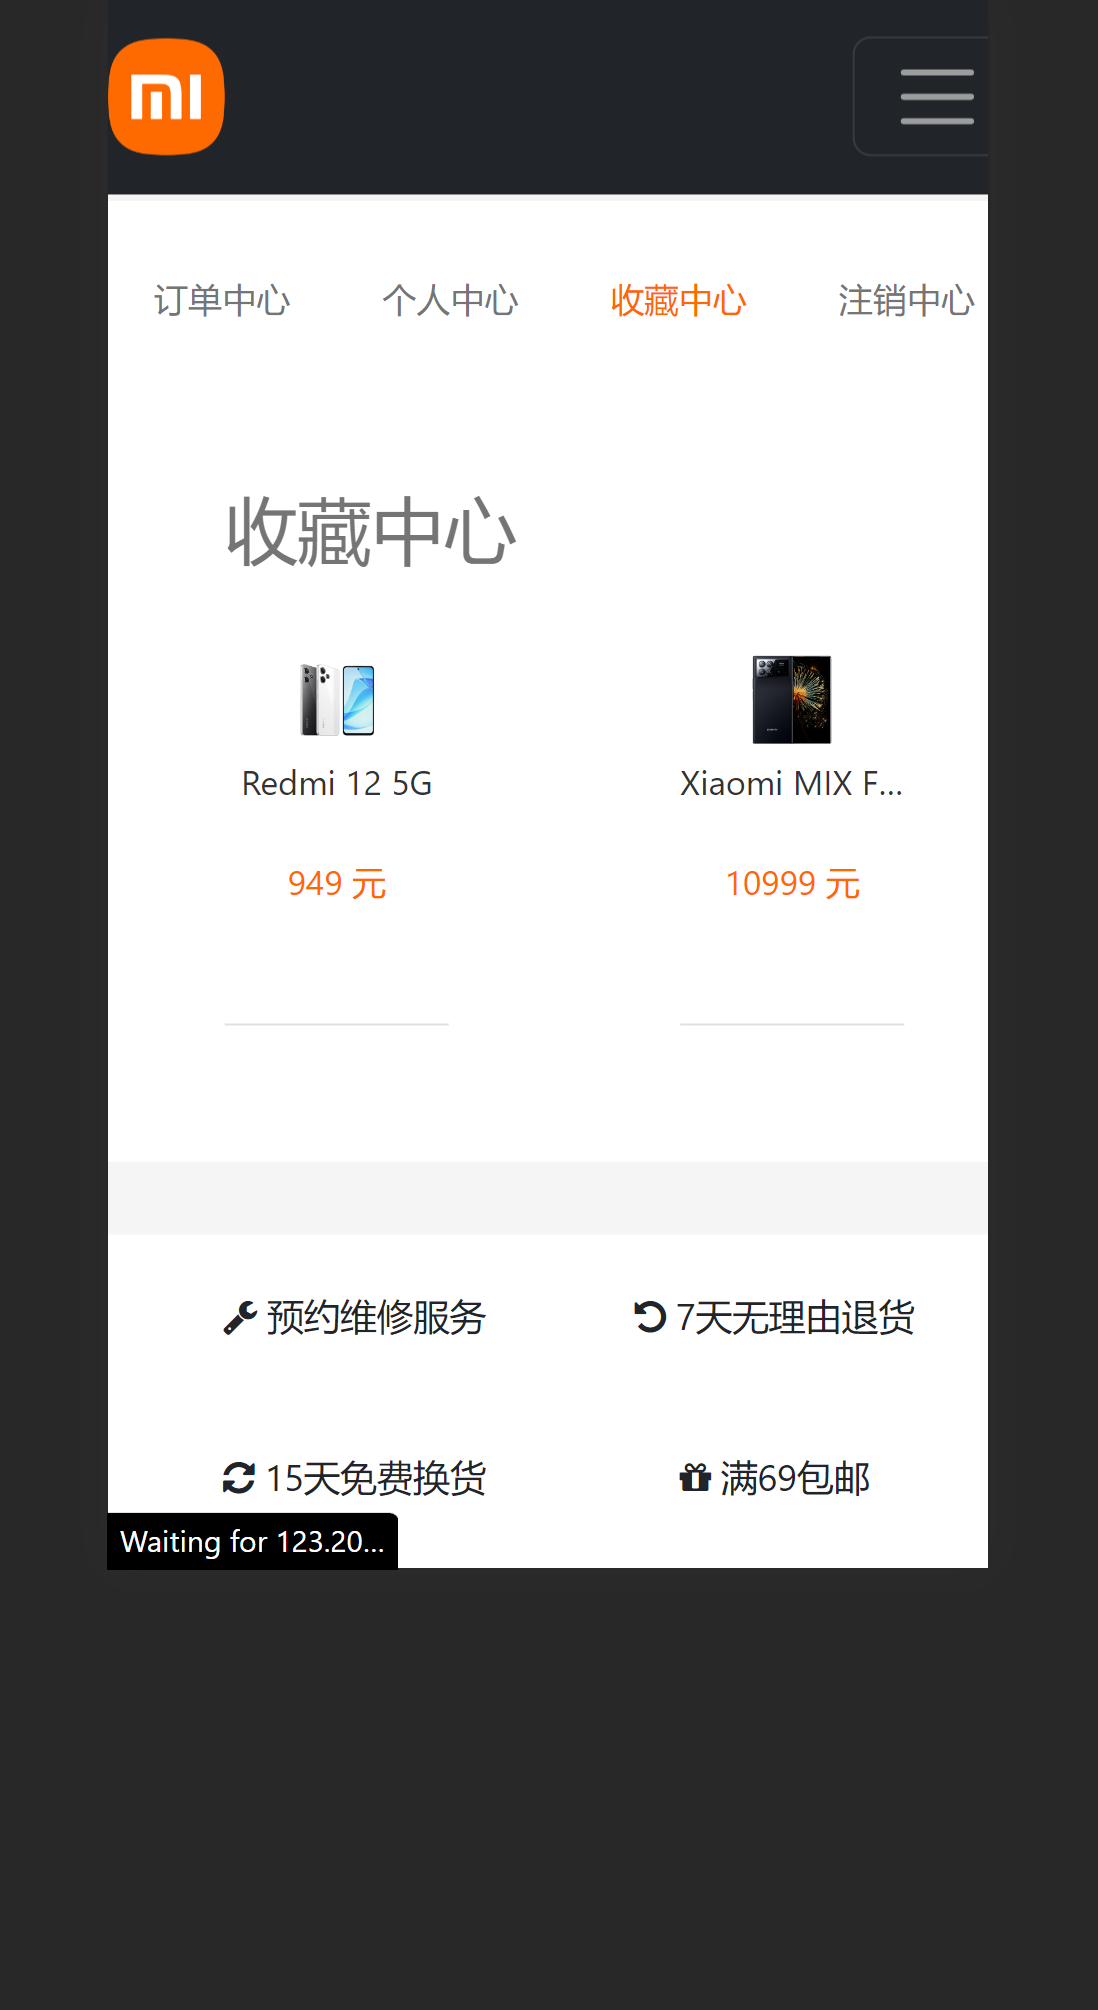 mi
订单中心 个人中心 收藏中心 注销中心
收藏中心
Redmi 12 5G Xiaomi MIX F...
949 元 10999 元
预约维修服务 7天无理由退货
15天免费换货 满69包邮
Waiting for 123.20...